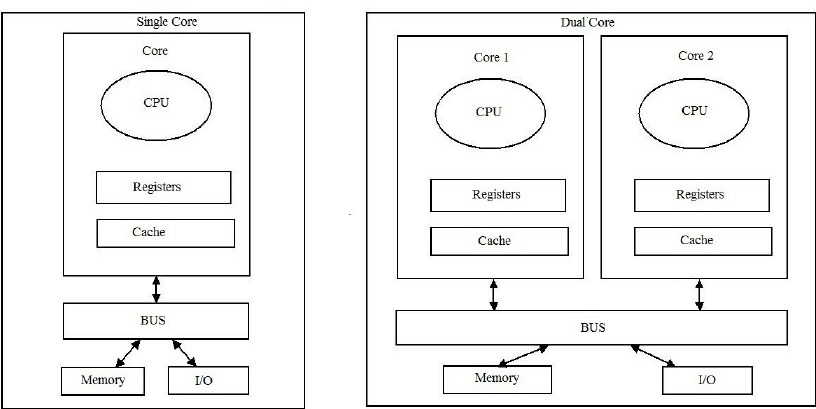 Single Core
Core
CPU
Registers
Cache
BUS
Memory
I/O
Dual Core
Core 1
CPU
Registers
Cache
Core 2
CPU
Registers
Cache
BUS
Memory
I/O